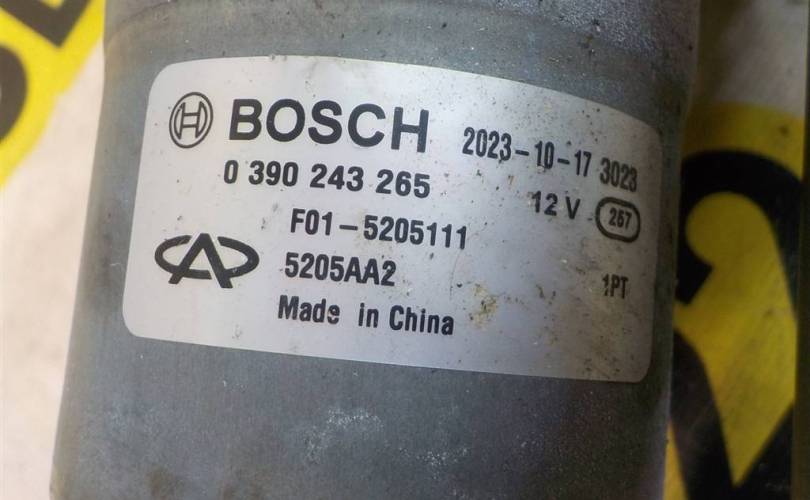 BOSCH 2023-10-17 3023
0 390 243 265 12 V 267
F01-5205111
5205AA2 1PT
Made in China